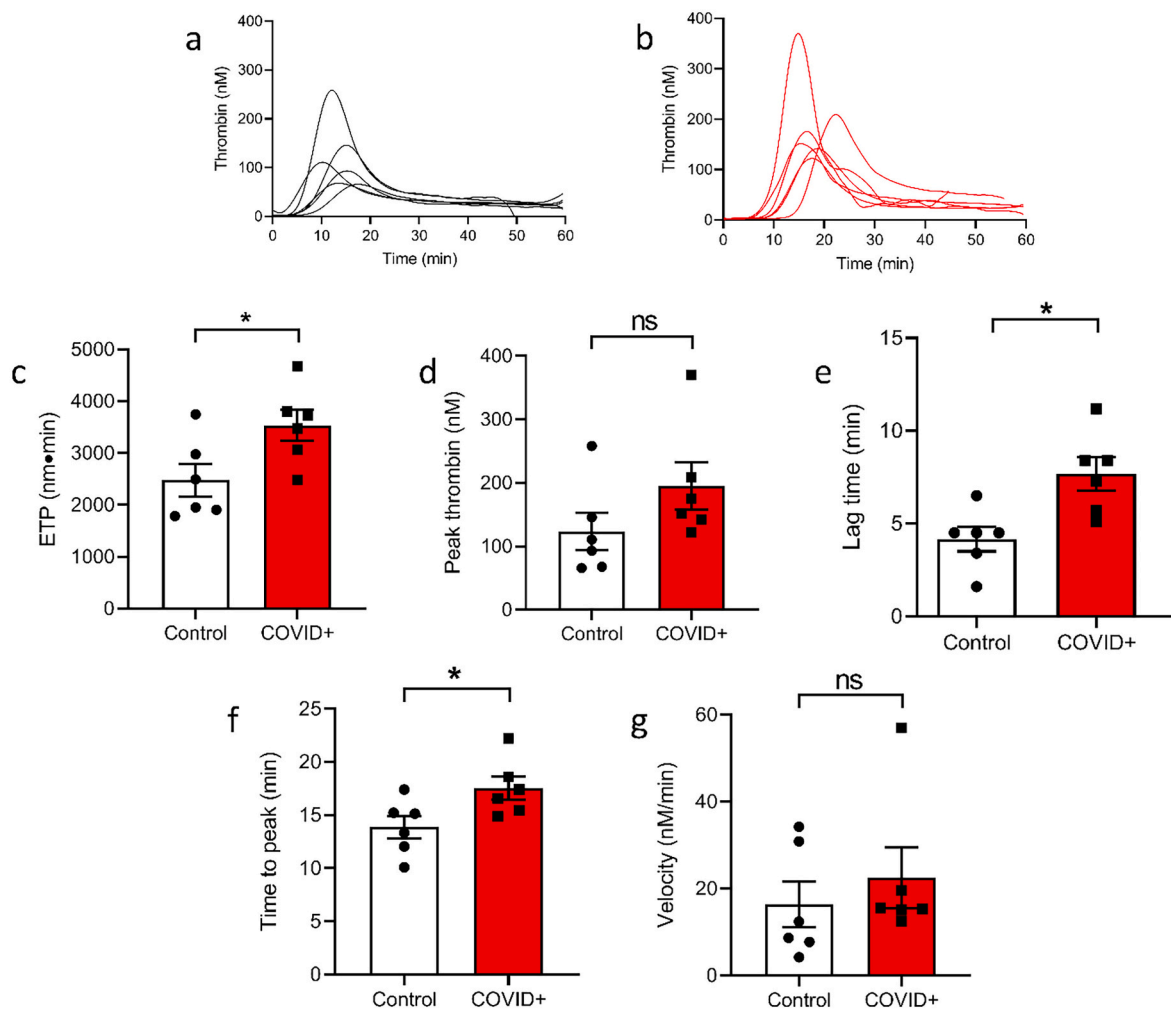 a
400
300
200
100
0
Thrombin (nM)
0 10 20 30 40 50 60
Time (min)
b
400
300
200
100
0
Thrombin (nM)
0 10 20 30 40 50 60
Time (min)
c
*
5000
4000
3000
2000
1000
0
ETP (nm•min)
Control COVID+
d
ns
400
300
200
100
0
Peak thrombin (nM)
Control COVID+
e
*
15
10
5
0
Lag time (min)
Control COVID+
f
*
25
20
15
10
5
0
Time to peak (min)
Control COVID+
g
ns
60
40
20
0
Velocity (nM/min)
Control COVID+